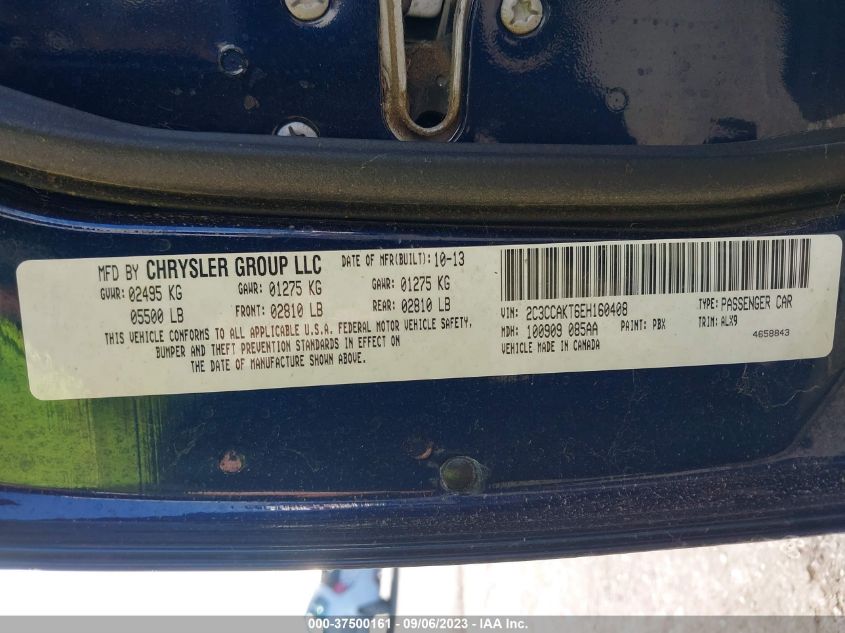 MFD BY CHRYSLER GROUP LLC DATE OF MFR(BUILT): 10-13
GVWR: 02495 KG GAWR: 01275 KG GAWR: 01275 KG
05500 LB FRONT: 02810 LB REAR: 02810 LB
THIS VEHICLE CONFORMS TO ALL APPLICABLE U.S.A. FEDERAL MOTOR VEHICLE SAFETY,
BUMPER AND THEFT PREVENTION STANDARDS IN EFFECT ON
THE DATE OF MANUFACTURE SHOWN ABOVE.
VIN: 2C3CCAKT6EH160408 TYPE: PASSENGER CAR
MDH: 100909 085AA PAINT: PBX TRIM: ALX9
VEHICLE MADE IN CANADA 4658843
000-37500161 - 09/06/2023 - IAA Inc.